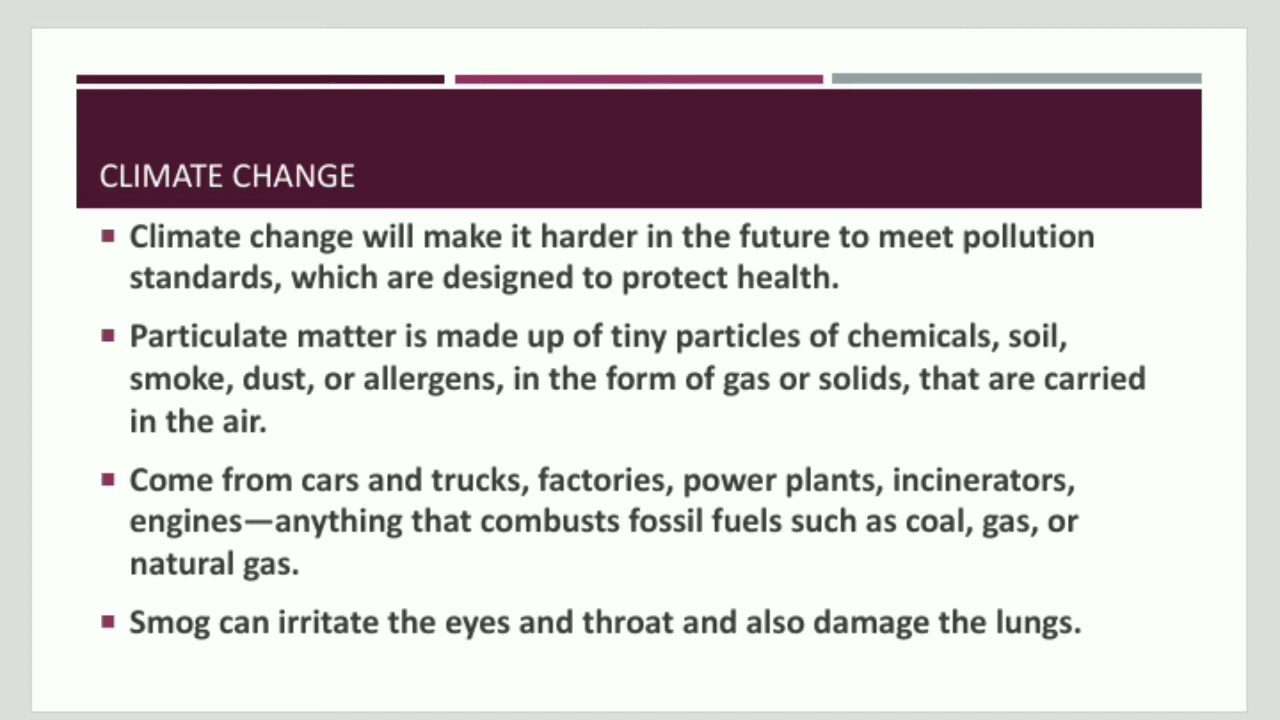 CLIMATE CHANGE
Climate change will make it harder in the future to meet pollution
standards, which are designed to protect health.
Particulate matter is made up of tiny particles of chemicals, soil,
smoke, dust, or allergens, in the form of gas or solids, that are carried
in the air.
Come from cars and trucks, factories, power plants, incinerators,
engines—anything that combusts fossil fuels such as coal, gas, or
natural gas.
Smog can irritate the eyes and throat and also damage the lungs.